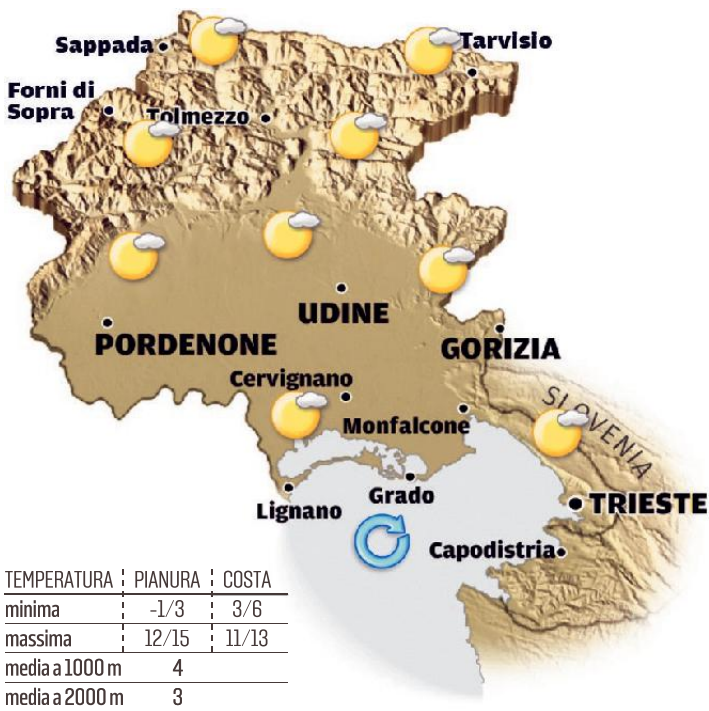 Sappada
Tarvisio
Forni di
Sopra
Tolmezzo
UDINE
PORDENONE
GORIZIA
Cervignano
SLOVENIA
Monfalcone
Lignano
Grado
TRIESTE
Capodistria
TEMPERATURA PIANURA COSTA
minima -1/3 3/6
massima 12/15 11/13
media a 1000 m 4
media a 2000 m 3